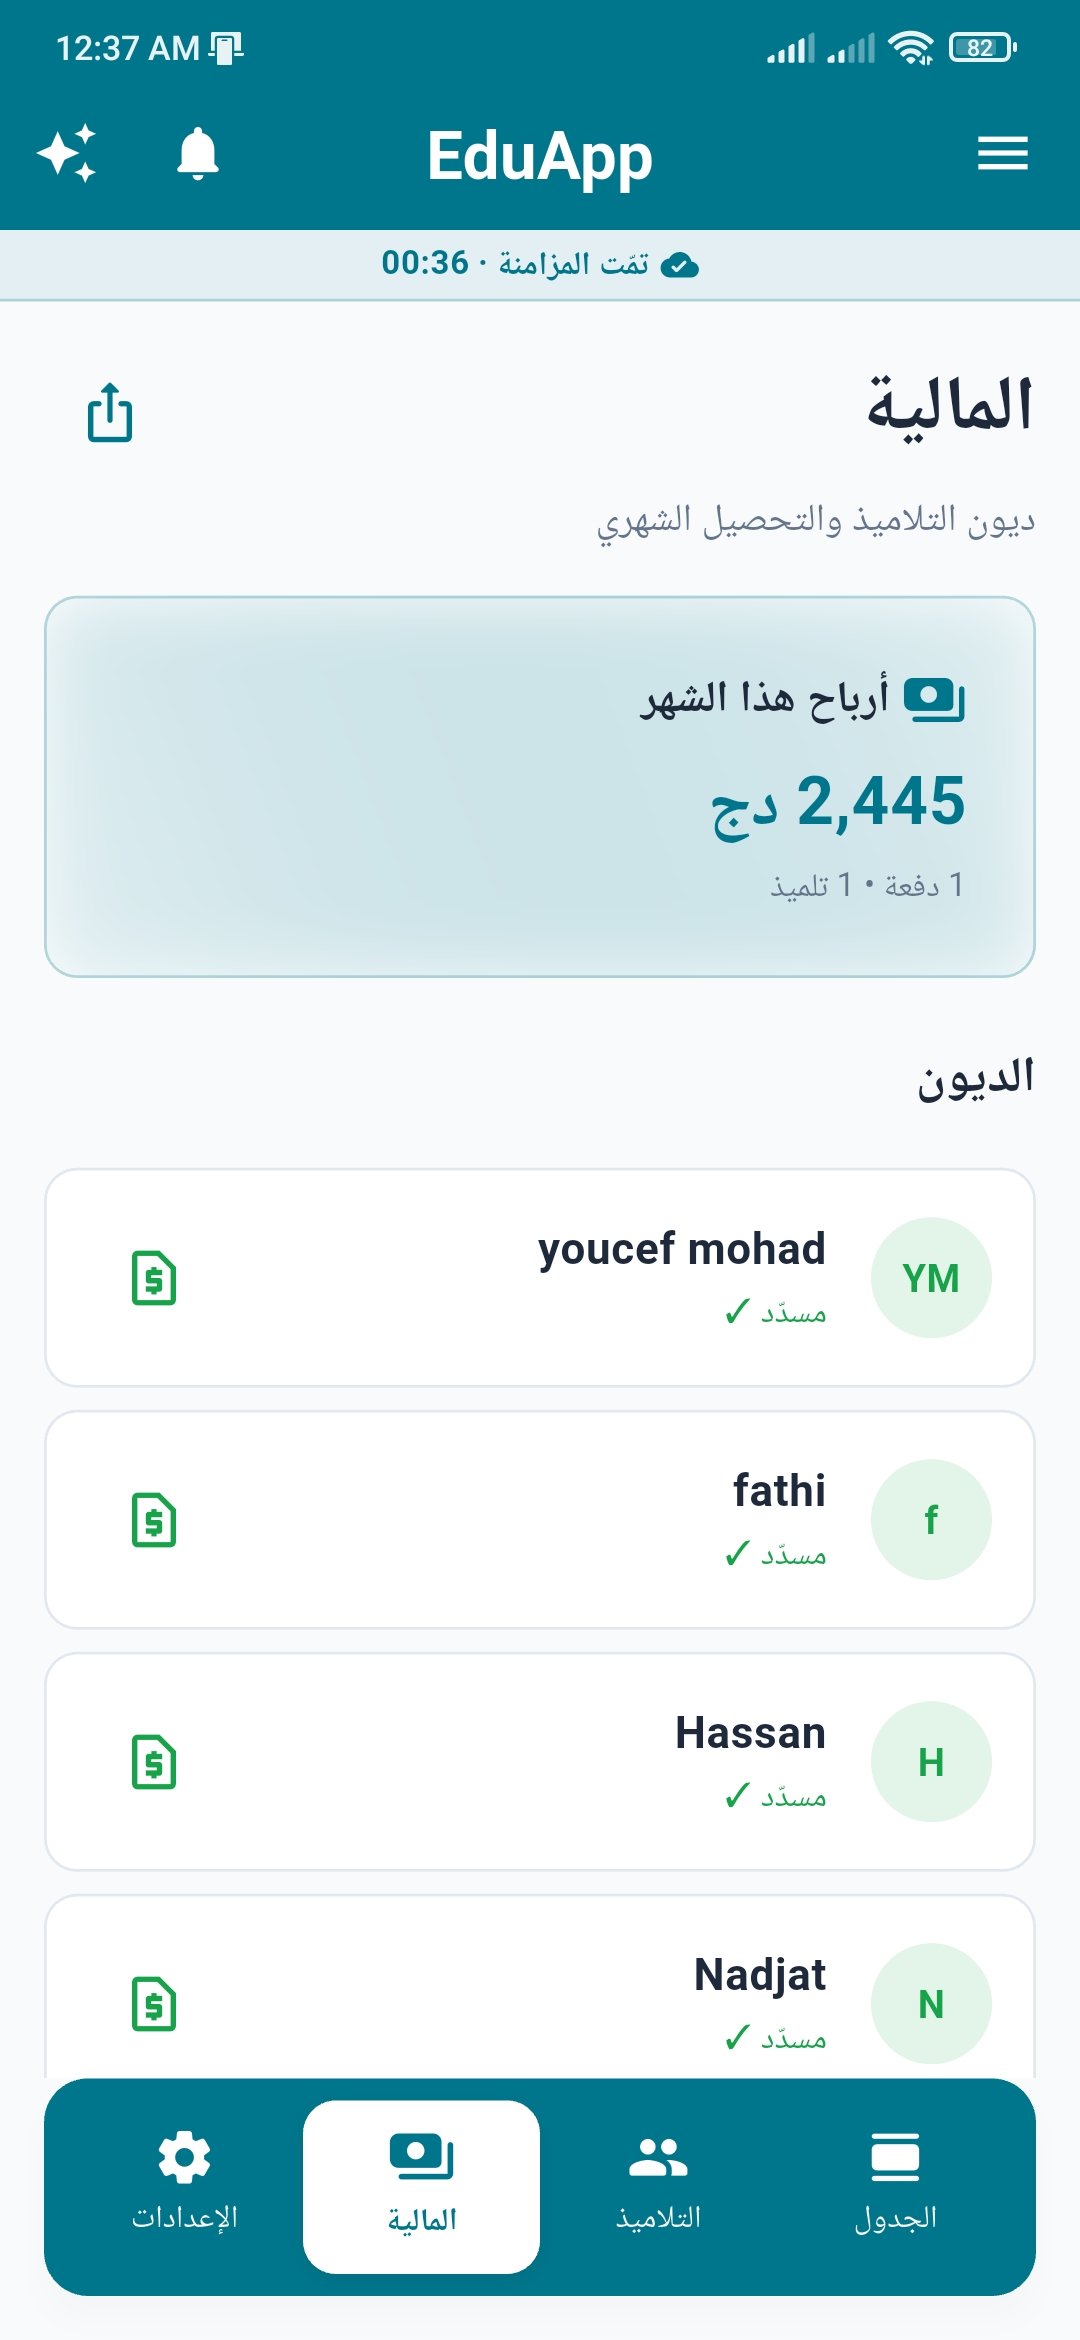 12:37 AM
82
EduApp
تمّت المزامنة · 00:36
المالية
ديون التلاميذ والتحصيل الشهري
أرباح هذا الشهر
2,445 دج
1 دفعة • 1 تلميذ
الديون
YM
youcef mohad
مسدّد ✓
f
fathi
مسدّد ✓
H
Hassan
مسدّد ✓
N
Nadjat
مسدّد ✓
الجدول
التلاميذ
المالية
الإعدادات